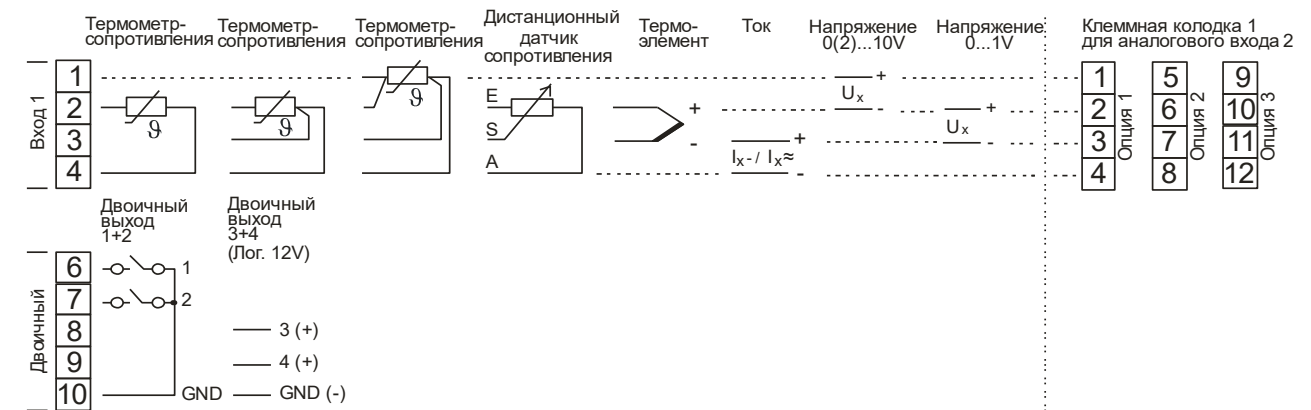 Термометр-
сопротивления
Термометр-
сопротивления
Термометр-
сопротивления
Дистанционный
датчик
сопротивления
Термо-
элемент
Ток
Напряжение
0(2)...10V
Напряжение
0...1V
Клеммная колодка 1
для аналогового входа 2
Вход 1
1
2
3
4
ϑ
ϑ
ϑ
E
S
A
+
-
+
Ix- / Ix≈
-
+
Ux
-
+
Ux
-
1
2
3
4
Опция 1
5
6
7
8
Опция 2
9
10
11
12
Опция 3
Двоичный
выход
1+2
Двоичный
выход
3+4
(Лог. 12V)
Двоичный
6
7
8
9
10
1
2
GND
3 (+)
4 (+)
GND (-)